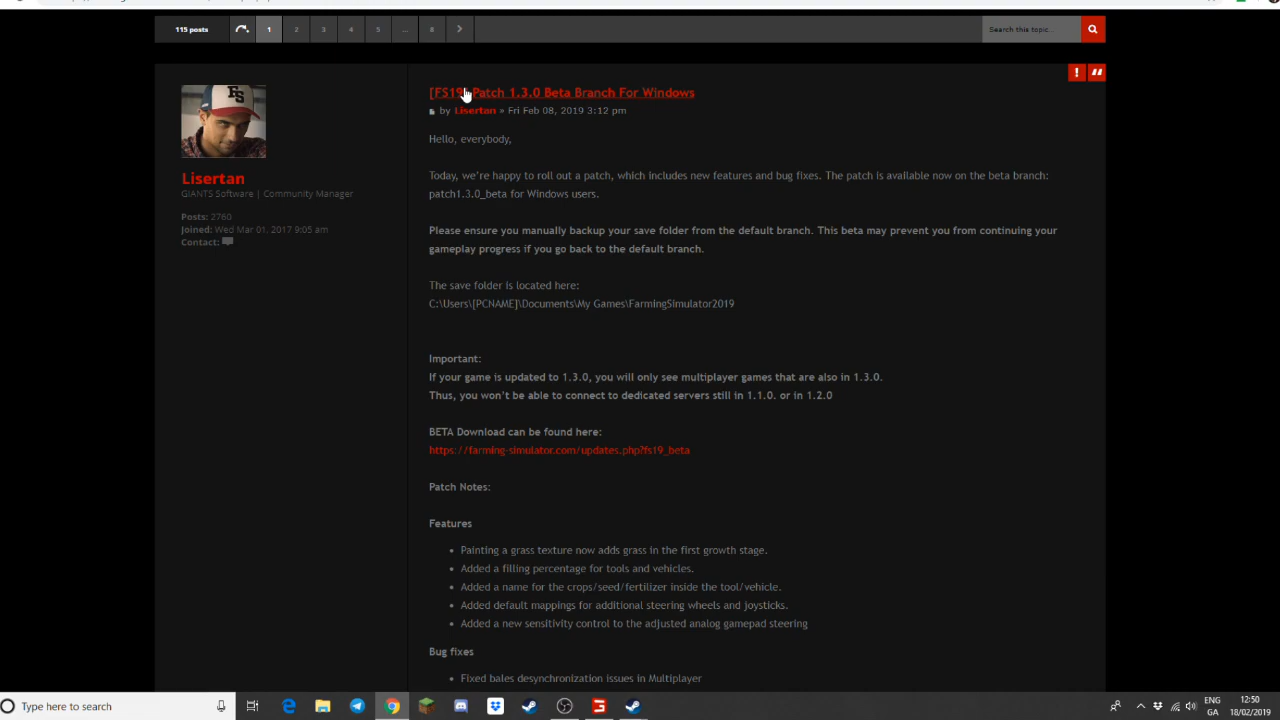 115 posts
1
2
3
4
5
...
8
Search this topic...
[FS19] Patch 1.3.0 Beta Branch For Windows
by Lisertan » Fri Feb 08, 2019 3:12 pm
Lisertan
GIANTS Software | Community Manager
Posts: 2760
Joined: Wed Mar 01, 2017 9:05 am
Contact:
Hello, everybody,
Today, we're happy to roll out a patch, which includes new features and bug fixes. The patch is available now on the beta branch:
patch1.3.0_beta for Windows users.
Please ensure you manually backup your save folder from the default branch. This beta may prevent you from continuing your
gameplay progress if you go back to the default branch.
The save folder is located here:
C:\Users\[PCNAME]\Documents\My Games\FarmingSimulator2019
Important:
If your game is updated to 1.3.0, you will only see multiplayer games that are also in 1.3.0.
Thus, you won't be able to connect to dedicated servers still in 1.1.0. or in 1.2.0
BETA Download can be found here:
https://farming-simulator.com/updates.php?fs19_beta
Patch Notes:
Features
• Painting a grass texture now adds grass in the first growth stage.
• Added a filling percentage for tools and vehicles.
• Added a name for the crops/seed/fertilizer inside the tool/vehicle.
• Added default mappings for additional steering wheels and joysticks.
• Added a new sensitivity control to the adjusted analog gamepad steering
Bug fixes
• Fixed bales desynchronization issues in Multiplayer
Type here to search
ENG
GA
12:50
18/02/2019